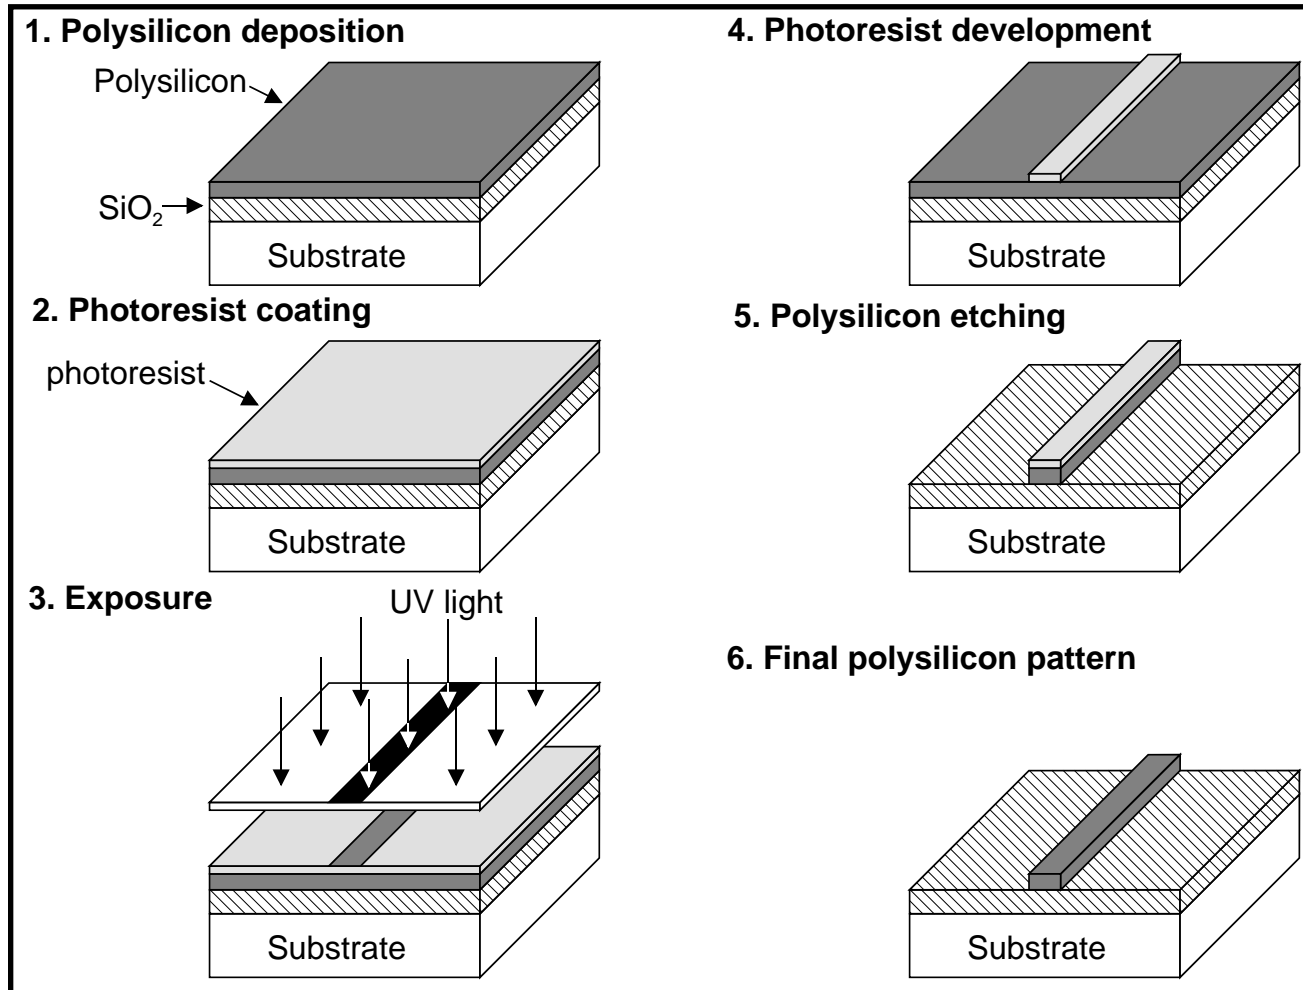 1. Polysilicon deposition
Polysilicon
SiO2
Substrate
2. Photoresist coating
photoresist
Substrate
3. Exposure
UV light
Substrate
4. Photoresist development
Substrate
5. Polysilicon etching
Substrate
6. Final polysilicon pattern
Substrate